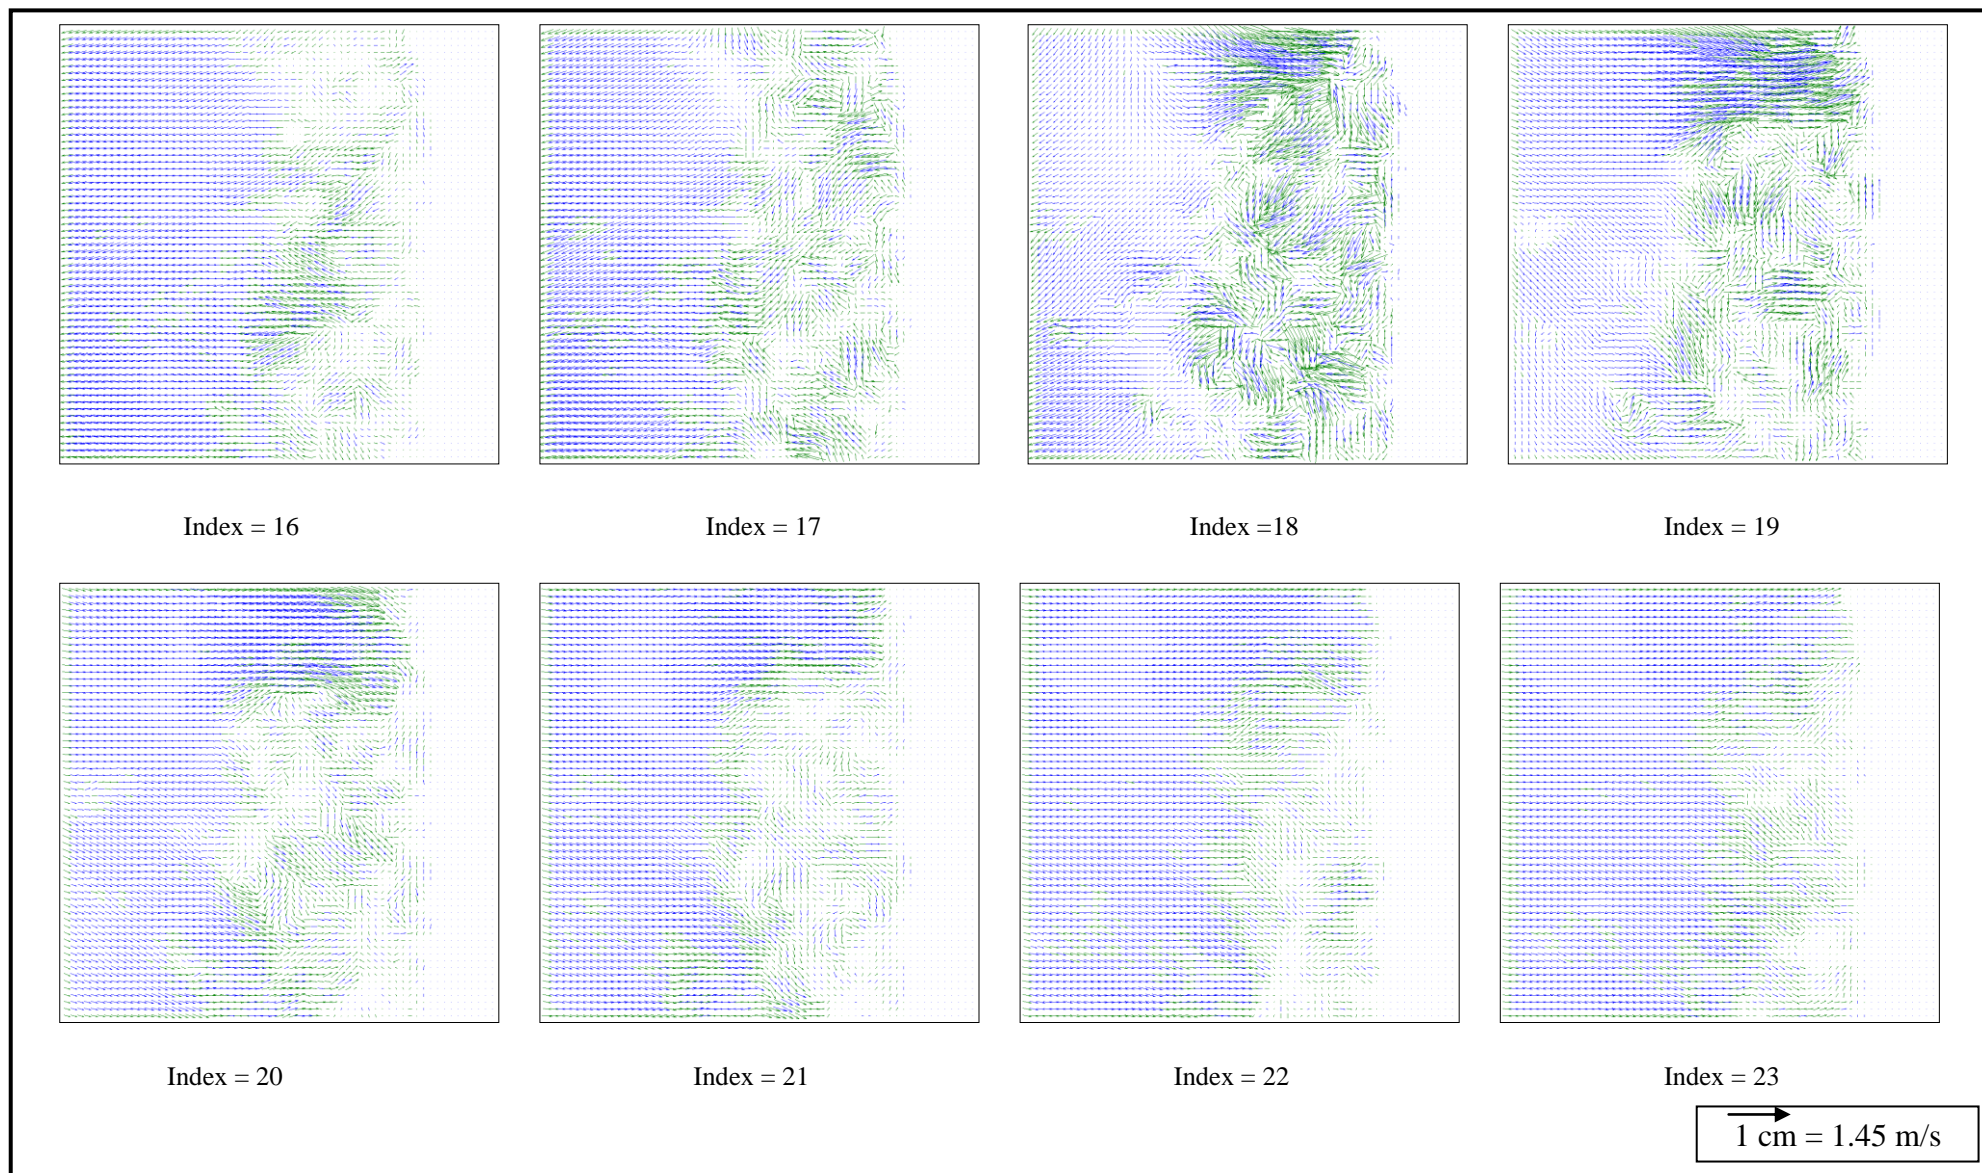 Index = 16
Index = 17
Index =18
Index = 19
Index = 20
Index = 21
Index = 22
Index = 23
1 cm = 1.45 m/s